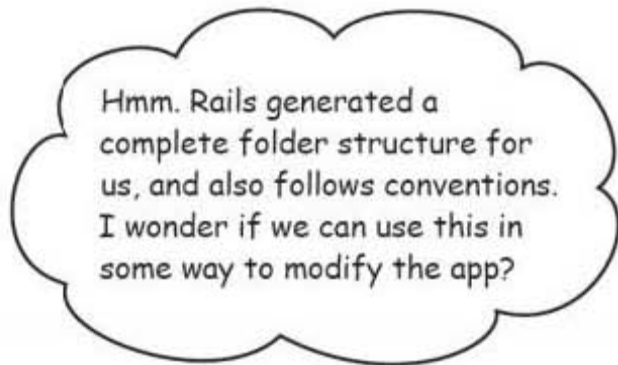 Hmm. Rails generated a
complete folder structure for
us, and also follows conventions.
I wonder if we can use this in
some way to modify the app?